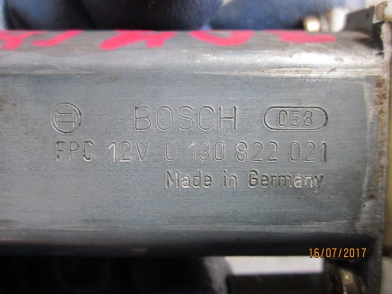 BOSCH 058
FPC 12V 0 130 822 021
Made in Germany
16/07/2017